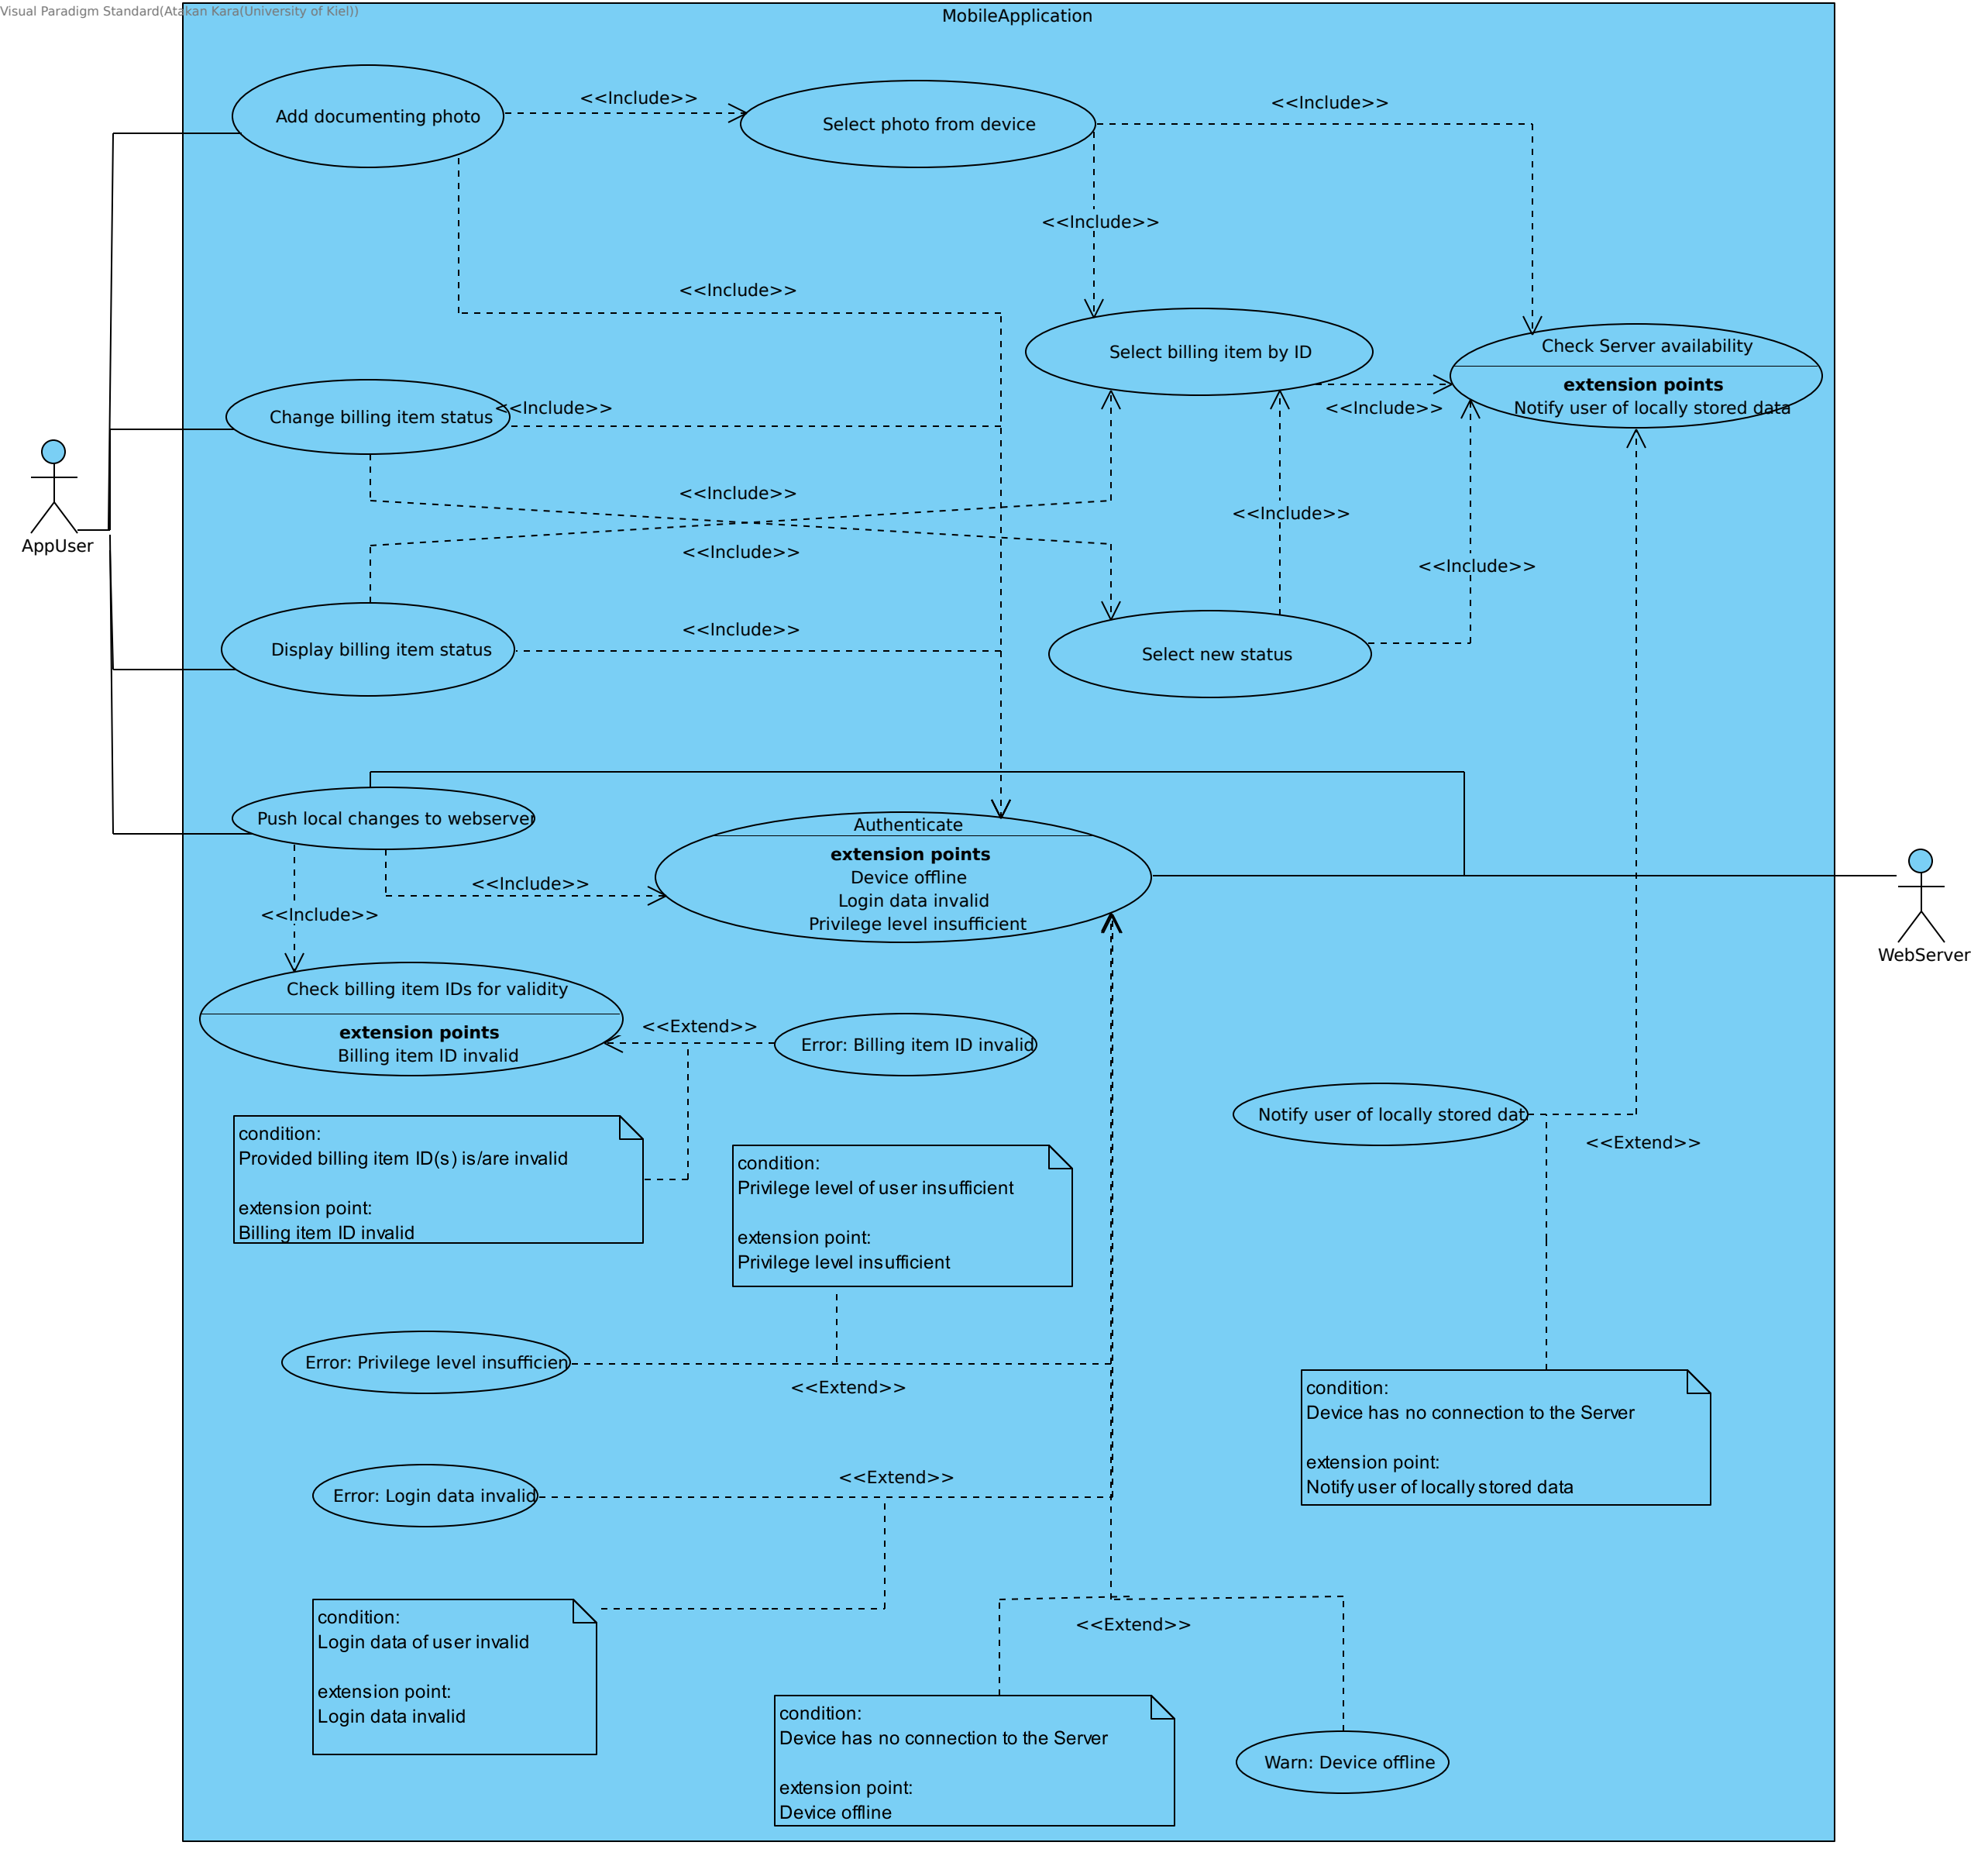 Visual Paradigm Standard(Atakan Kara(University of Kiel))
MobileApplication
Add documenting photo
<<Include>>
Select photo from device
<<Include>>
<<Include>>
<<Include>>
Select billing item by ID
Check Server availability
extension points
Notify user of locally stored data
Change billing item status
<<Include>>
<<Include>>
<<Include>>
<<Include>>
<<Include>>
<<Include>>
AppUser
Display billing item status
<<Include>>
Select new status
Push local changes to webserver
Authenticate
extension points
Device offline
Login data invalid
Privilege level insufficient
<<Include>>
<<Include>>
WebServer
Check billing item IDs for validity
extension points
Billing item ID invalid
<<Extend>>
Error: Billing item ID invalid
Notify user of locally stored dat
<<Extend>>
condition:
Provided billing item ID(s) is/are invalid
extension point:
Billing item ID invalid
condition:
Privilege level of user insufficient
extension point:
Privilege level insufficient
Error: Privilege level insufficien
<<Extend>>
condition:
Device has no connection to the Server
extension point:
Notify user of locally stored data
Error: Login data invalid
<<Extend>>
condition:
Login data of user invalid
extension point:
Login data invalid
<<Extend>>
condition:
Device has no connection to the Server
extension point:
Device offline
Warn: Device offline